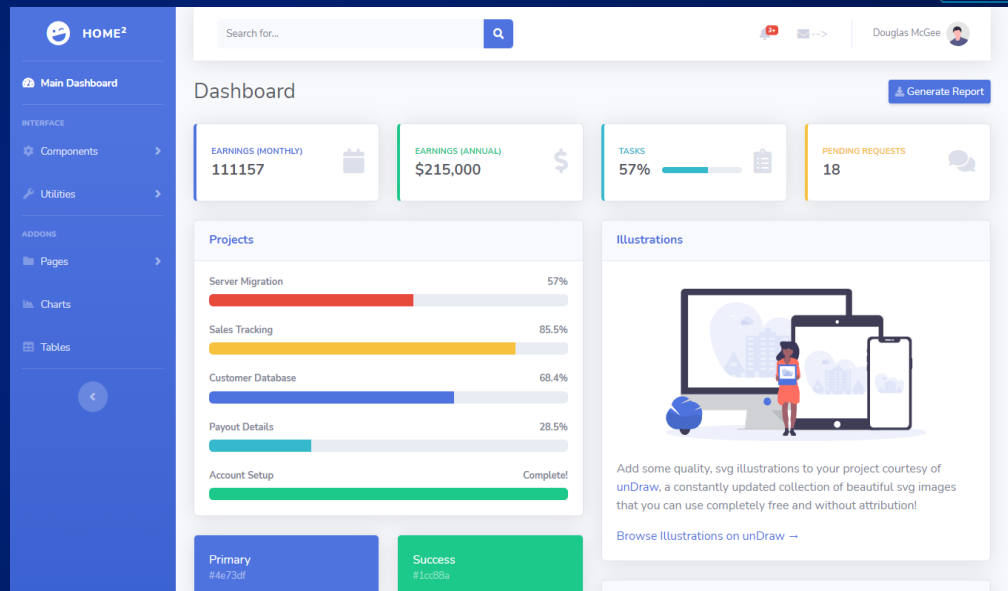 HOME²
Search for...
3+
-->
Douglas McGee
Main Dashboard
Dashboard
Generate Report
INTERFACE
Components
Utilities
ADDONS
Pages
Charts
Tables
EARNINGS (MONTHLY)
111157
EARNINGS (ANNUAL)
$215,000
TASKS
57%
PENDING REQUESTS
18
Projects
Server Migration 57%
Sales Tracking 85.5%
Customer Database 68.4%
Payout Details 28.5%
Account Setup Complete!
Illustrations
Add some quality, svg illustrations to your project courtesy of
unDraw, a constantly updated collection of beautiful svg images
that you can use completely free and without attribution!
Browse Illustrations on unDraw →
Primary
#4e73df
Success
#1cc88a